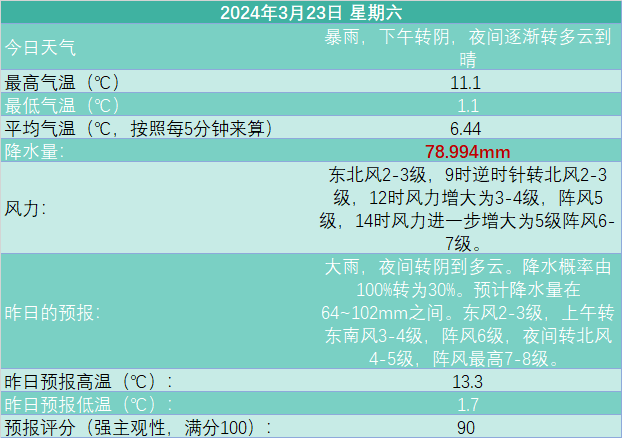 2024年3月23日 星期六
今日天气
暴雨，下午转阴，夜间逐渐转多云到
晴
最高气温（℃）
11.1
最低气温（℃）
1.1
平均气温（℃，按照每5分钟来算）
6.44
降水量：
78.994mm
风力：
东北风2-3级，9时逆时针转北风2-3
级，12时风力增大为3-4级，阵风5
级，14时风力进一步增大为5级阵风6-
7级。
昨日的预报：
大雨，夜间转阴到多云。降水概率由
100%转为30%。预计降水量在
64~102mm之间。东风2-3级，上午转
东南风3-4级，阵风6级，夜间转北风
4-5级，阵风最高7-8级。
昨日预报高温（℃）：
13.3
昨日预报低温（℃）：
1.7
预报评分（强主观性，满分100）：
90